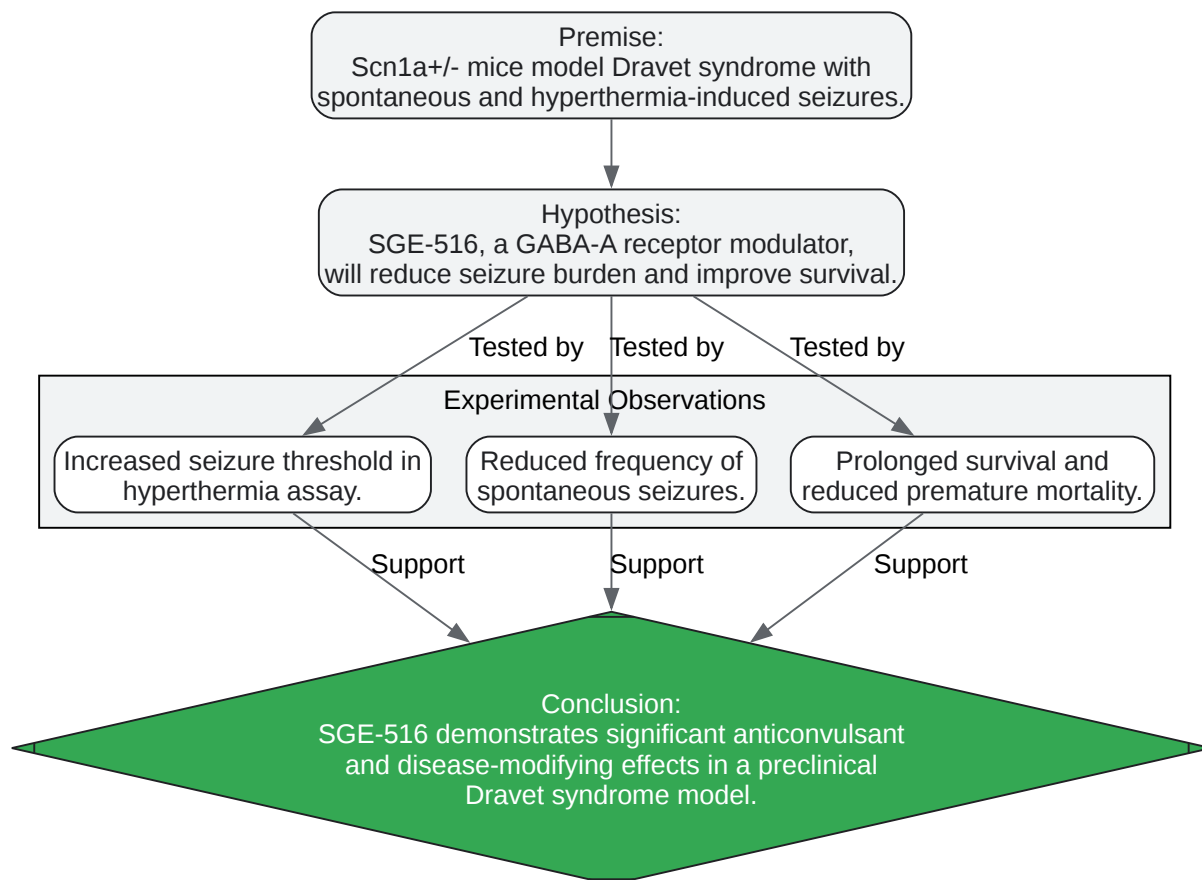 Premise:
Scn1a+/- mice model Dravet syndrome with
spontaneous and hyperthermia-induced seizures.
Hypothesis:
SGE-516, a GABA-A receptor modulator,
will reduce seizure burden and improve survival.
Tested by
Tested by
Tested by
Experimental Observations
Increased seizure threshold in
hyperthermia assay.
Reduced frequency of
spontaneous seizures.
Prolonged survival and
reduced premature mortality.
Support
Support
Support
Conclusion:
SGE-516 demonstrates significant anticonvulsant
and disease-modifying effects in a preclinical
Dravet syndrome model.